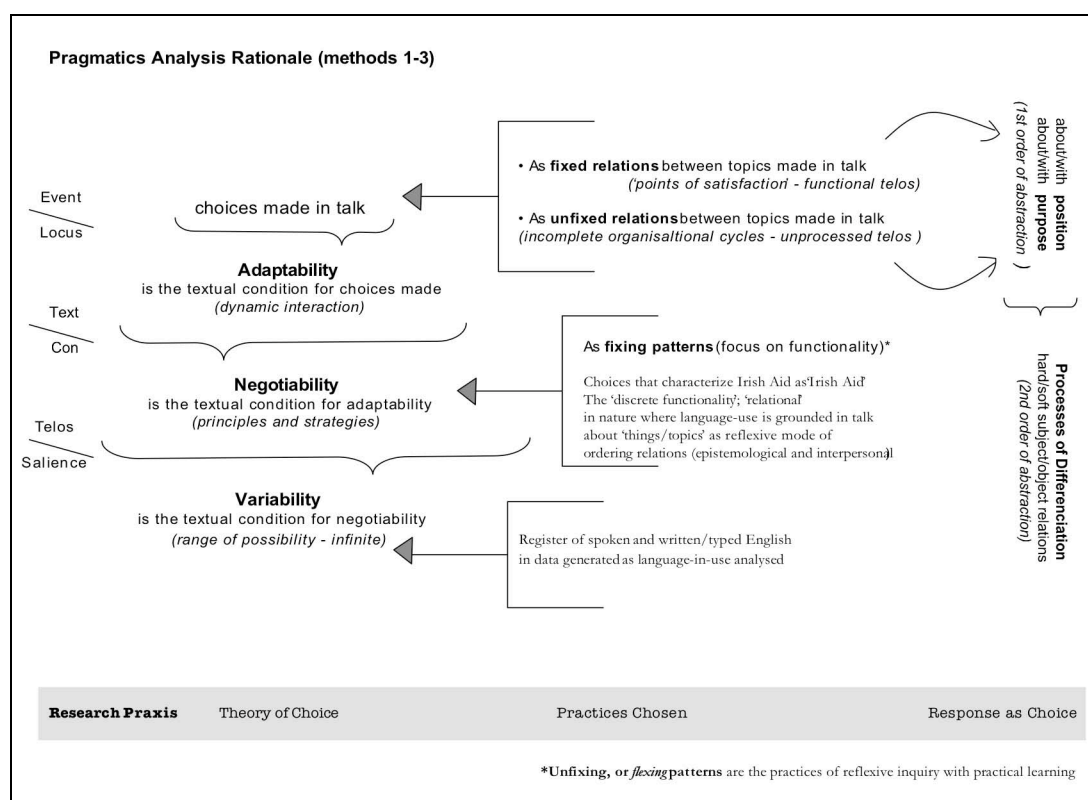 Pragmatics Analysis Rationale (methods 1-3)
Event
Locus
choices made in talk
Adaptability
is the textual condition for choices made
(dynamic interaction)
Text
Con
Negotiability
is the textual condition for adaptability
(principles and strategies)
Telos
Salience
Variability
is the textual condition for negotiability
(range of possibility - infinite)
• As fixed relations between topics made in talk
('points of satisfaction' - functional telos)
• As unfixed relations between topics made in talk
(incomplete organisaltional cycles - unprocessed telos )
As fixing patterns (focus on functionality)*
Choices that characterize Irish Aid as 'Irish Aid'
The 'discrete functionality'; 'relational'
in nature where language-use is grounded in talk
about 'things/topics' as reflexive mode of
ordering relations (epistemological and interpersonal)
Register of spoken and written/typed English
in data generated as language-in-use analysed
about/with position
about/with purpose
(1st order of abstraction )
Processes of Differenciation
hard/soft subject/object relations
(2nd order of abstraction)
Research Praxis
Theory of Choice
Practices Chosen
Response as Choice
*Unfixing, or flexing patterns are the practices of reflexive inquiry with practical learning